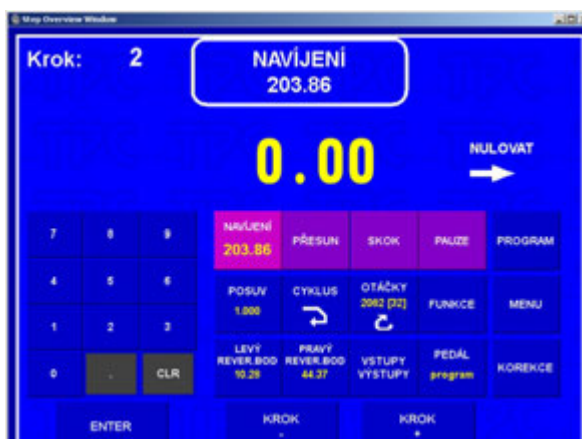 Step Overview Window
Krok: 2
NAVÍJENÍ
203.86
0.00
NULOVAT
7 8 9
NAVÍJENÍ
203.86
PŘESUN SKOK PAUZE PROGRAM
4 5 6
POSUV
1.000
CYKLUS
OTÁČKY
2082 [32]
FUNKCE MENU
1 2 3
LEVÝ
REVER.BOD
10.28
PRAVÝ
REVER.BOD
44.37
VSTUPY
VÝSTUPY
PEDÁL
program
KOREKCE
0 . CLR
ENTER
KROK
-
KROK
+